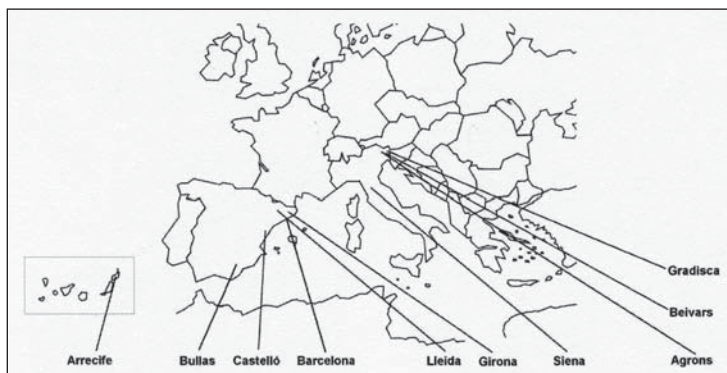 Gradisca
Beivars
Arrecife Bullas Castelló Barcelona Lleida Girona Siena Agrons